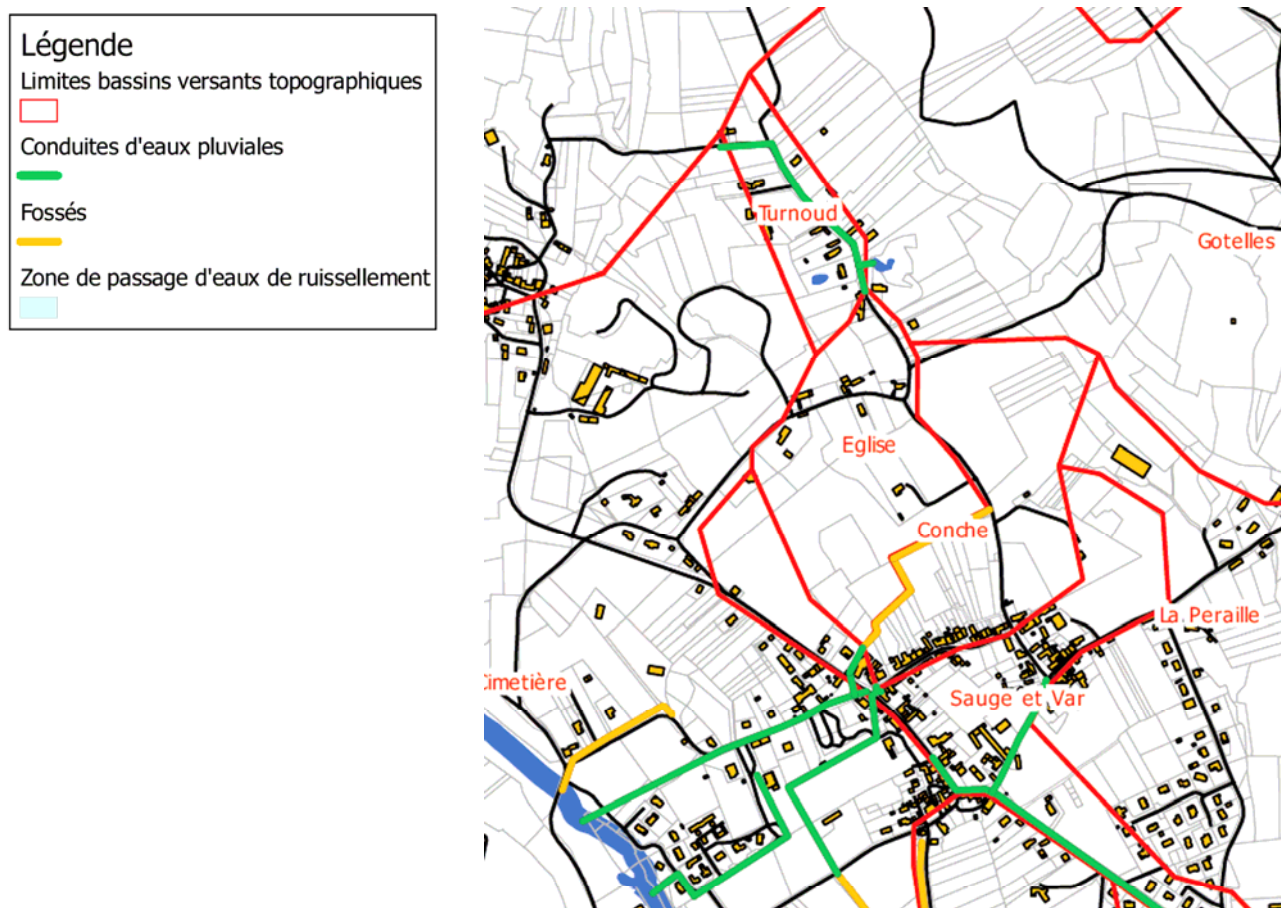 Légende
Limites bassins versants topographiques
Conduites d'eaux pluviales
Fossés
Zone de passage d'eaux de ruissellement
Turnoud
Gotelles
Eglise
Conche
La Peraille
Cimetière
Sauge et Var